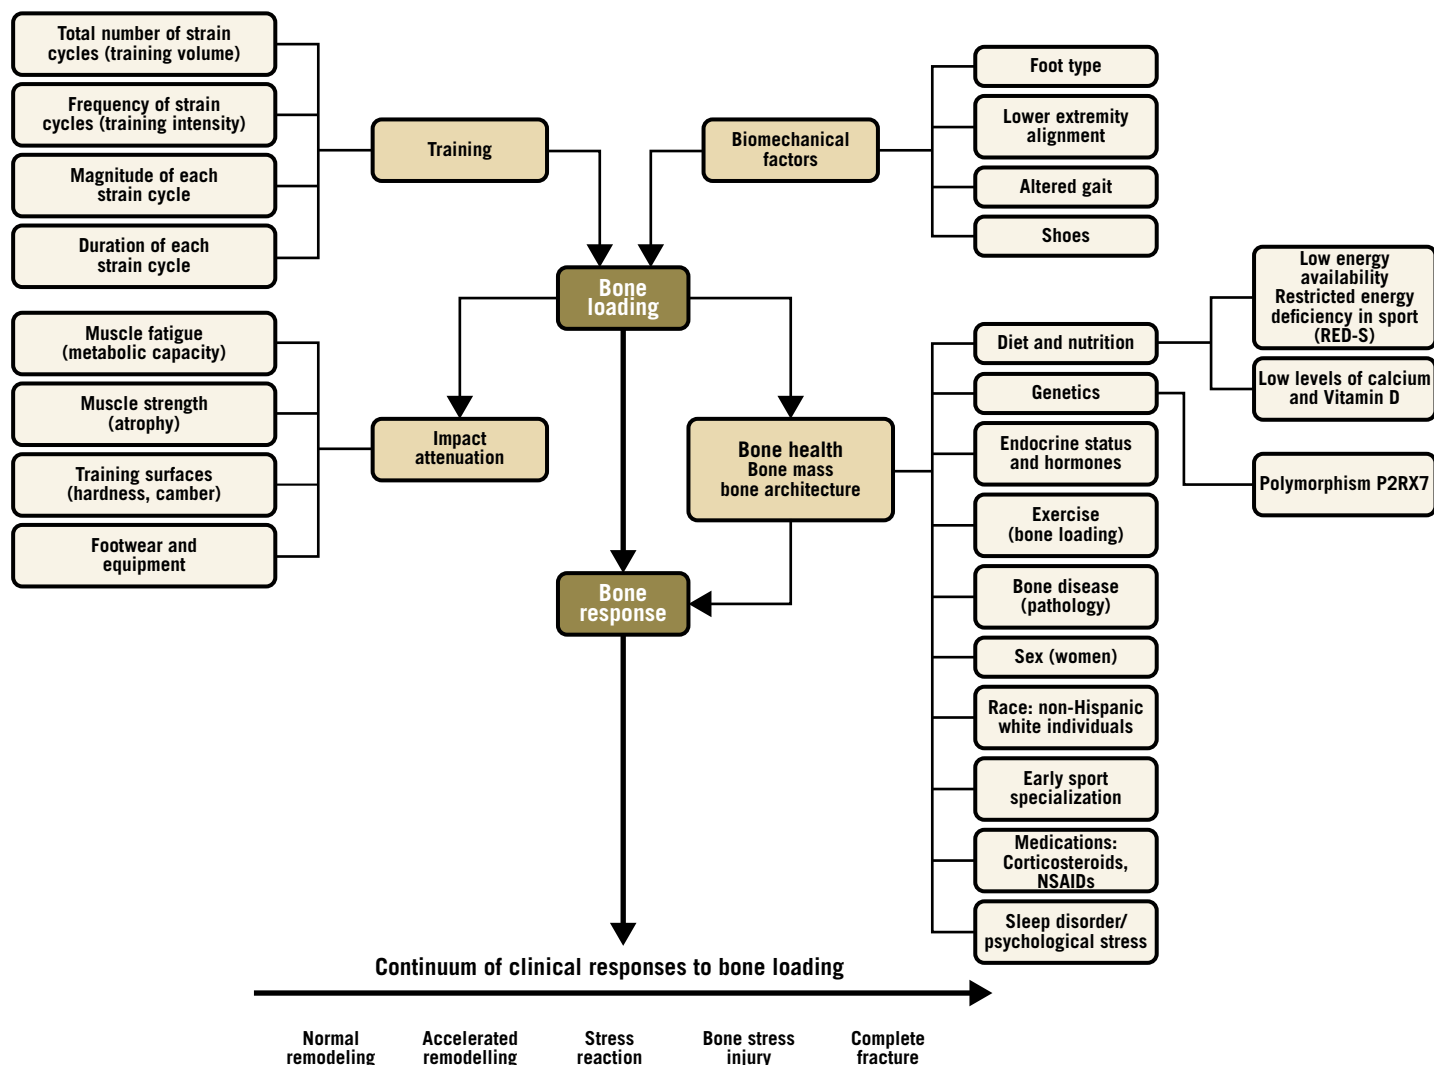 Total number of strain
cycles (training volume)
Frequency of strain
cycles (training intensity)
Magnitude of each
strain cycle
Duration of each
strain cycle
Training
Biomechanical
factors
Foot type
Lower extremity
alignment
Altered gait
Shoes
Bone
loading
Muscle fatigue
(metabolic capacity)
Muscle strength
(atrophy)
Training surfaces
(hardness, camber)
Footwear and
equipment
Impact
attenuation
Bone health
Bone mass
bone architecture
Diet and nutrition
Genetics
Endocrine status
and hormones
Exercise
(bone loading)
Bone disease
(pathology)
Sex (women)
Race: non-Hispanic
white individuals
Early sport
specialization
Medications:
Corticosteroids,
NSAIDs
Sleep disorder/
psychological stress
Low energy
availability
Restricted energy
deficiency in sport
(RED-S)
Low levels of calcium
and Vitamin D
Polymorphism P2RX7
Bone
response
Continuum of clinical responses to bone loading
Normal
remodeling
Accelerated
remodelling
Stress
reaction
Bone stress
injury
Complete
fracture